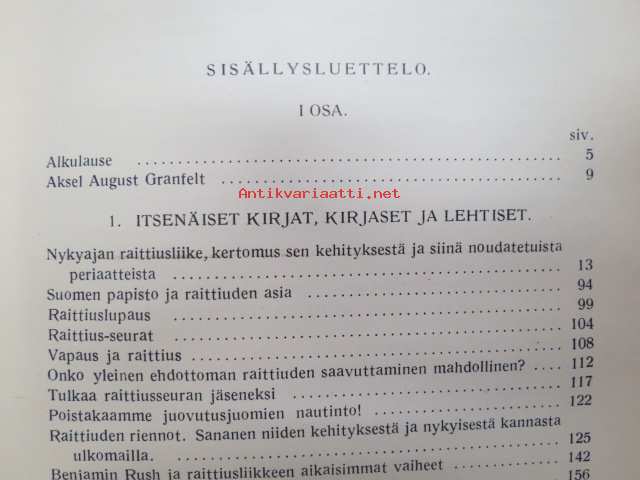 SISÄLLYSLUETTELO.
I OSA.
siv.
Alkulause 5
Aksel August Granfelt 9
Antikvariaatti.net
1. ITSENÄISET KIRJAT, KIRJASET JA LEHTISET.
Nykyajan raittiusliike, kertomus sen kehityksestä ja siinä noudatetuista
periaatteista 13
Suomen papisto ja raittiuden asia 94
Raittiuslupaus 99
Raittius-seurat 104
Vapaus ja raittius 108
Onko yleinen ehdottoman raittiuden saavuttaminen mahdollinen? 112
Tulkaa raittiusseuran jäseneksi 117
Poistakaamme juovutusjuomien nautinto! 122
Raittiuden riennot. Sananen niiden kehityksestä ja nykyisestä kannasta
ulkomailla. 125
Benjamin Rush ja raittiusliikkeen aikaisimmat vaiheet 142
156